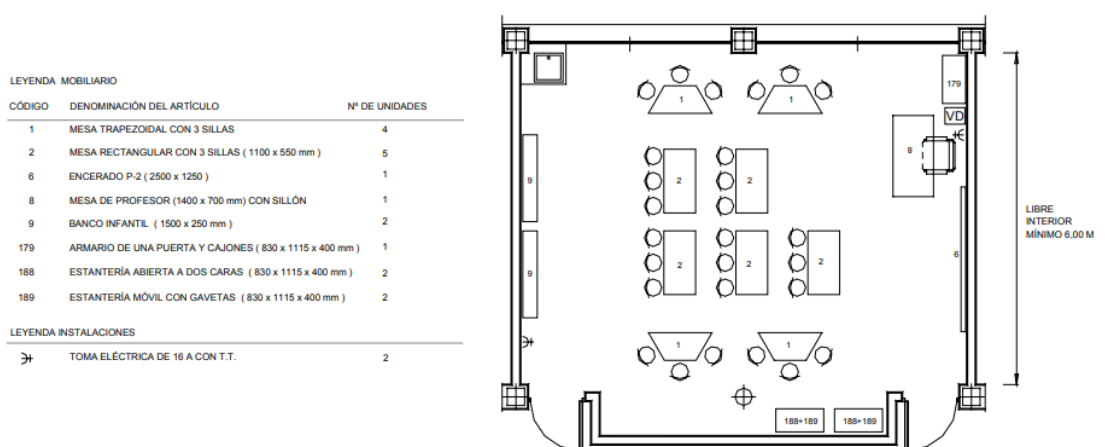 LEYENDA MOBILIARIO
CÓDIGO DENOMINACIÓN DEL ARTÍCULO Nº DE UNIDADES
1 MESA TRAPEZOIDAL CON 3 SILLAS 4
2 MESA RECTANGULAR CON 3 SILLAS ( 1100 x 550 mm ) 5
6 ENCERADO P-2 ( 2500 x 1250 ) 1
8 MESA DE PROFESOR (1400 x 700 mm) CON SILLÓN 1
9 BANCO INFANTIL ( 1500 x 250 mm ) 2
179 ARMARIO DE UNA PUERTA Y CAJONES ( 830 x 1115 x 400 mm ) 1
188 ESTANTERÍA ABIERTA A DOS CARAS ( 830 x 1115 x 400 mm ) 2
189 ESTANTERÍA MÓVIL CON GAVETAS ( 830 x 1115 x 400 mm ) 2
LEYENDA INSTALACIONES
TOMA ELÉCTRICA DE 16 A CON T.T. 2
179
1 1
VD
8
9 2 2
LIBRE
INTERIOR
MÍNIMO 6,00 M
6
9 2 2 2
1 1
188+189 188+189